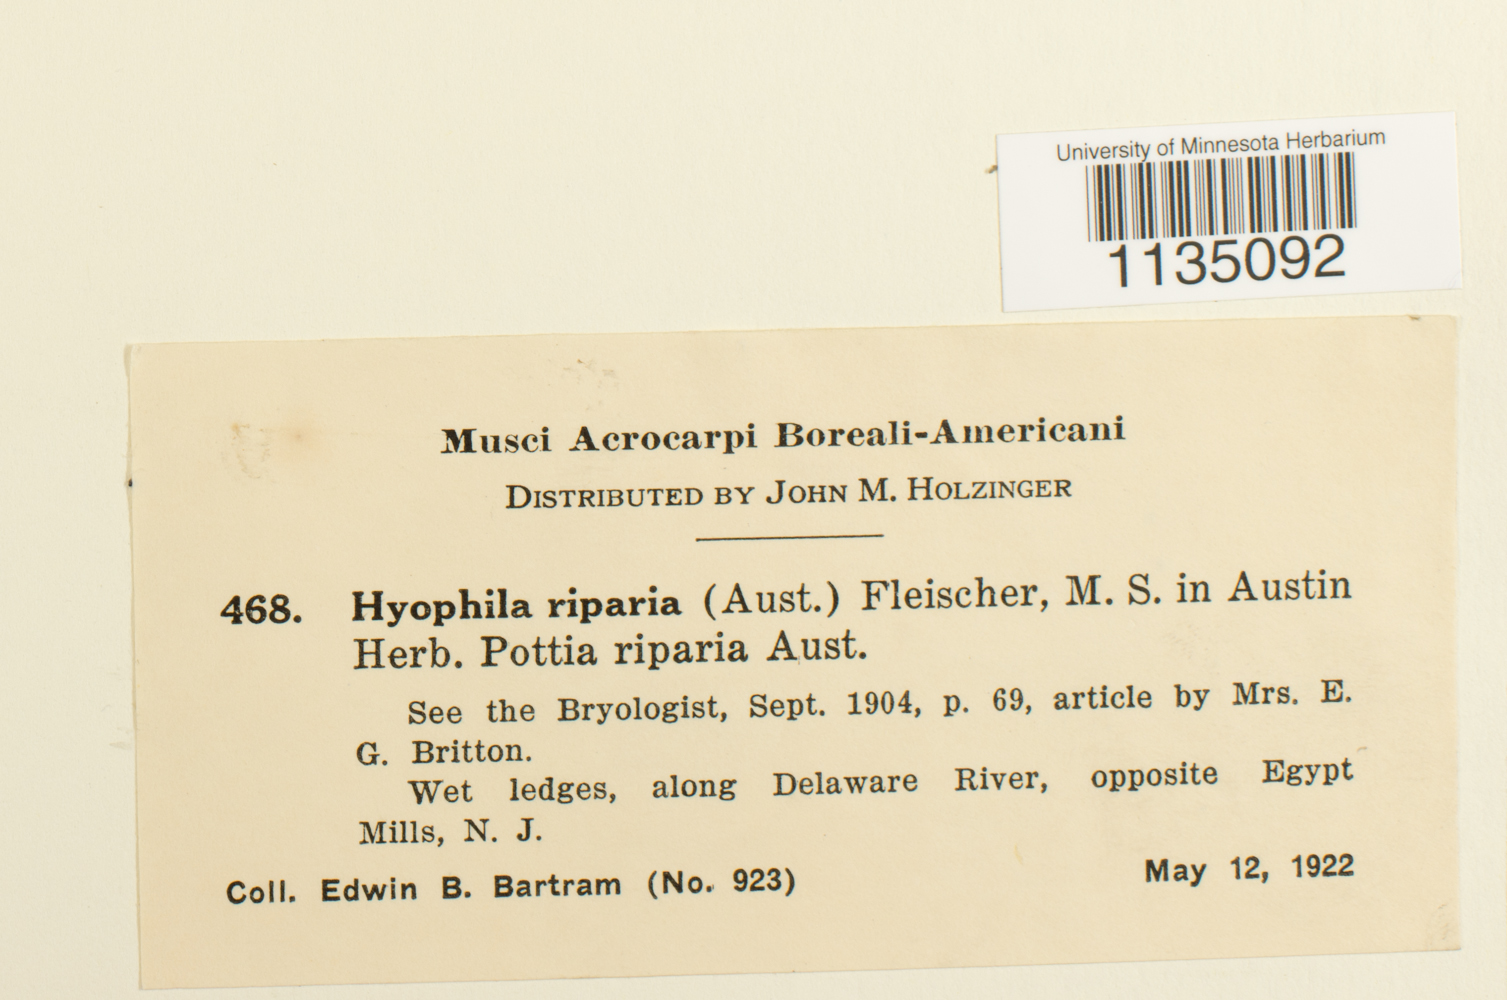 University of Minnesota Herbarium
1135092
Musci Acrocarpi Boreali-Americani
Distributed by John M. Holzinger
468. Hyophila riparia (Aust.) Fleischer, M. S. in Austin
Herb. Pottia riparia Aust.
See the Bryologist, Sept. 1904, p. 69, article by Mrs. E.
G. Britton.
Wet ledges, along Delaware River, opposite Egypt
Mills, N. J.
Coll. Edwin B. Bartram (No. 923) May 12, 1922